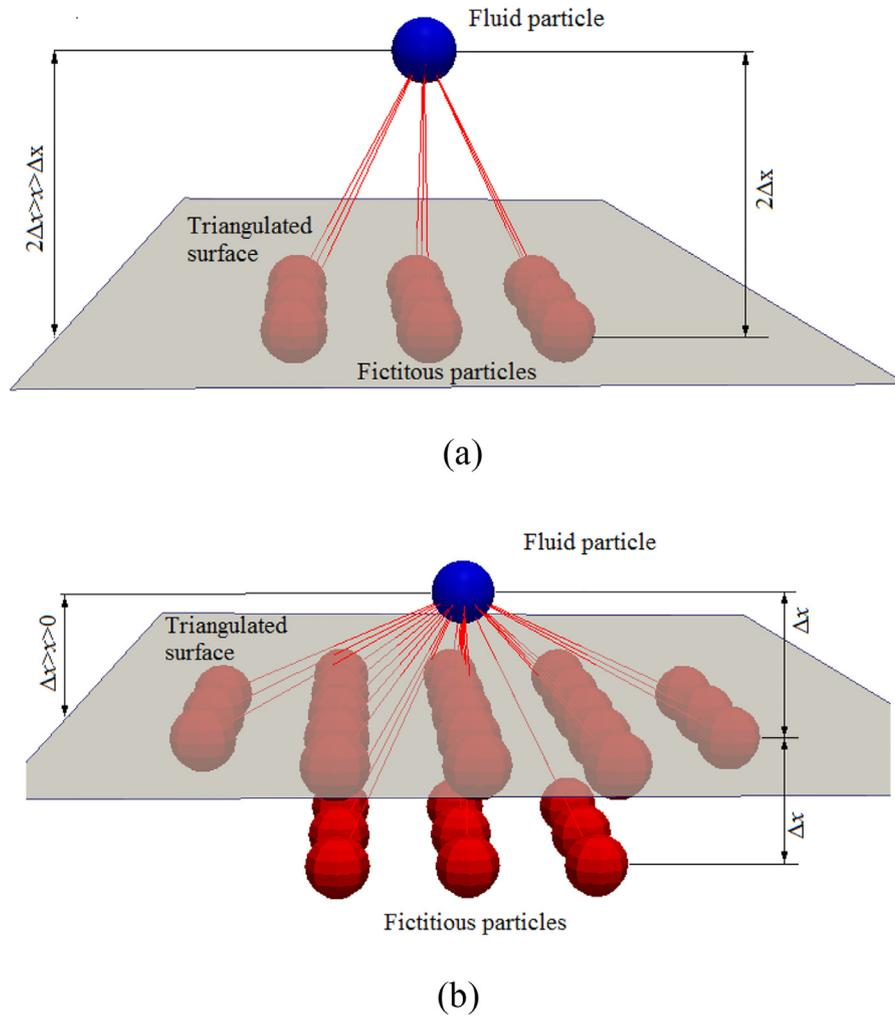 Fluid particle
2Δx>x>Δx
2Δx
Triangulated
surface
Fictitous particles
(a)
Fluid particle
Δx>x>0
Δx
Triangulated
surface
Δx
Fictitious particles
(b)